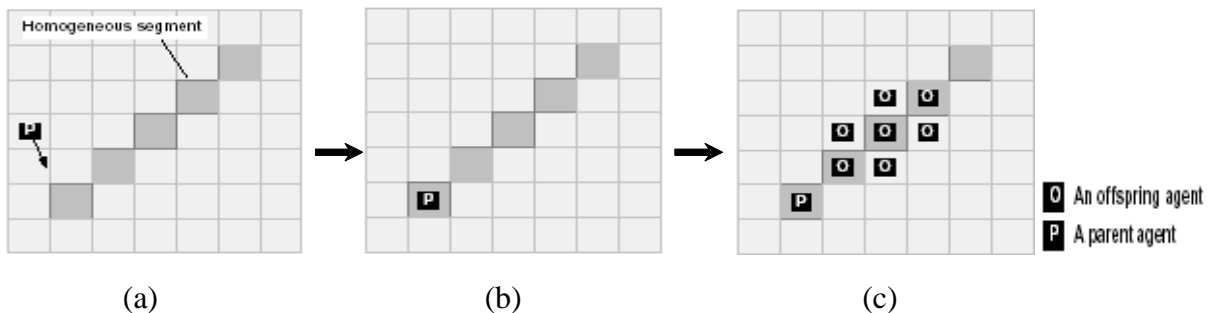 Homogeneous segment
P
P
O O
O O O
O O
P
O An offspring agent
P A parent agent
(a) (b) (c)